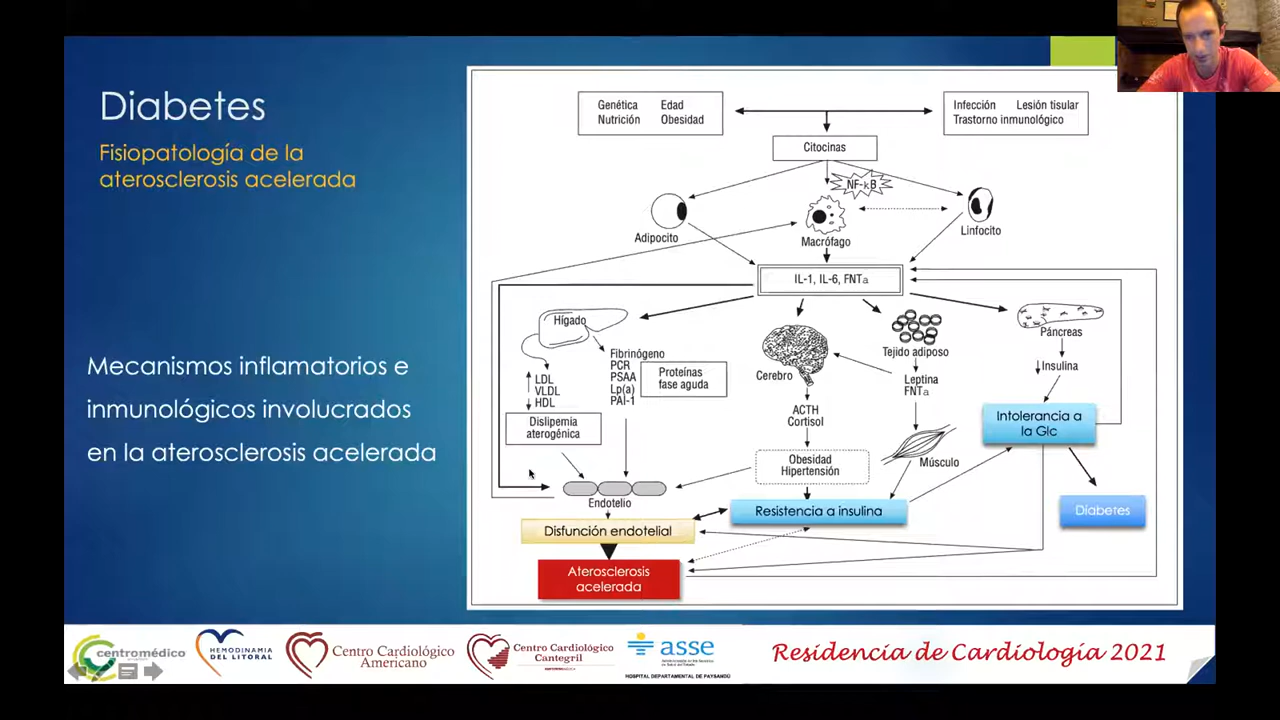 Diabetes
Fisiopatología de la
aterosclerosis acelerada
Mecanismos inflamatorios e
inmunológicos involucrados
en la aterosclerosis acelerada
Genética Edad
Nutrición Obesidad
Infección Lesión tisular
Trastorno inmunológico
Citocinas
NF-κB
Adipocito
Macrófago
Linfocito
IL-1, IL-6, FNTα
Hígado
LDL
VLDL
HDL
Dislipemia
aterogénica
Fibrinógeno
PCR
PSAA
Lp(a)
PAI-1
Proteínas
fase aguda
Cerebro
ACTH
Cortisol
Obesidad
Hipertensión
Tejido adiposo
Leptina
FNTα
Músculo
Páncreas
Insulina
Intolerancia a
la Glc
Diabetes
Endotelio
Resistencia a insulina
Disfunción endotelial
Aterosclerosis
acelerada
centromédico
HEMODINAMIA
DEL LITORAL
Centro Cardiológico
Americano
Centro Cardiológico
Cantegril
asse
HOSPITAL DEPARTAMENTAL DE PAYSANDÚ
Residencia de Cardiología 2021